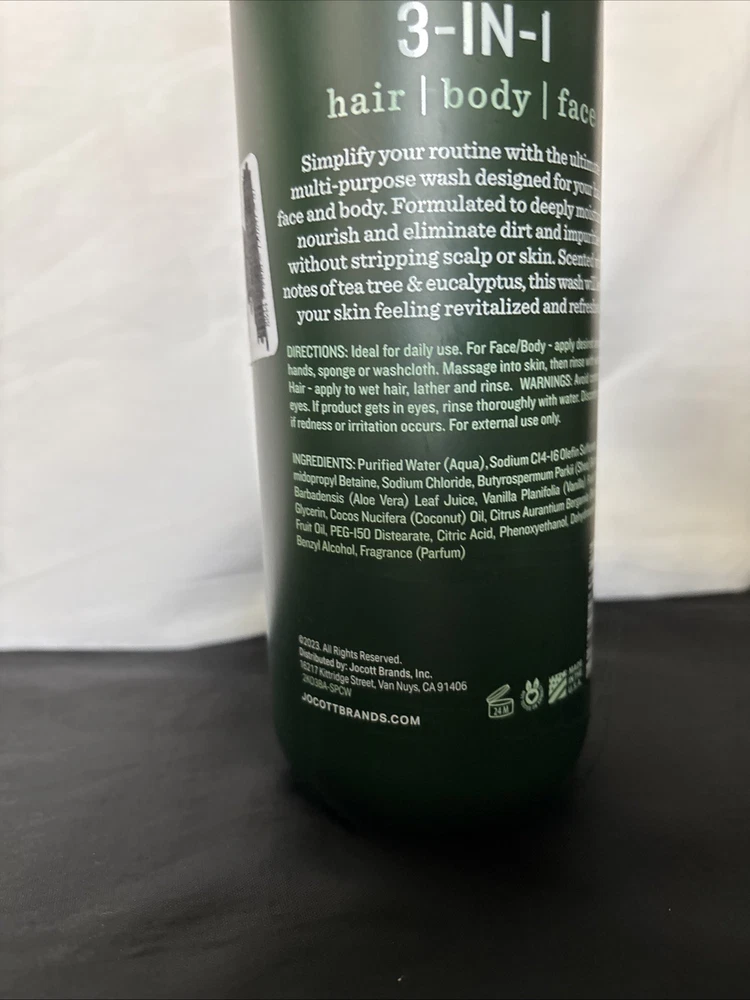 3-IN-1
hair | body | face
Simplify your routine with the
multi-purpose wash designed for your
face and body. Formulated to deeply
nourish and eliminate dirt and
without stripping scalp or skin. Scented
notes of tea tree & eucalyptus, this wash
your skin feeling revitalized and
DIRECTIONS: Ideal for daily use. For Face/Body - apply
hands, sponge or washcloth. Massage into skin, then rinse
Hair - apply to wet hair, lather and rinse. WARNINGS: Avoid
eyes. If product gets in eyes, rinse thoroughly with water.
if redness or irritation occurs. For external use only.
INGREDIENTS: Purified Water (Aqua), Sodium C14-16 Olefin
midopropyl Betaine, Sodium Chloride, Butyrospermum Parkii
Barbadensis (Aloe Vera) Leaf Juice, Vanilla Planifolia (Vanilla)
Glycerin, Cocos Nucifera (Coconut) Oil, Citrus Aurantium
Fruit Oil, PEG-150 Distearate, Citric Acid, Phenoxyethanol,
Benzyl Alcohol, Fragrance (Parfum)
©2023. All Rights Reserved.
Distributed by: Jocott Brands, Inc.
16217 Kittridge Street, Van Nuys, CA 91406
2K03BA-SPCW
JOCOTTBRANDS.COM
24 M